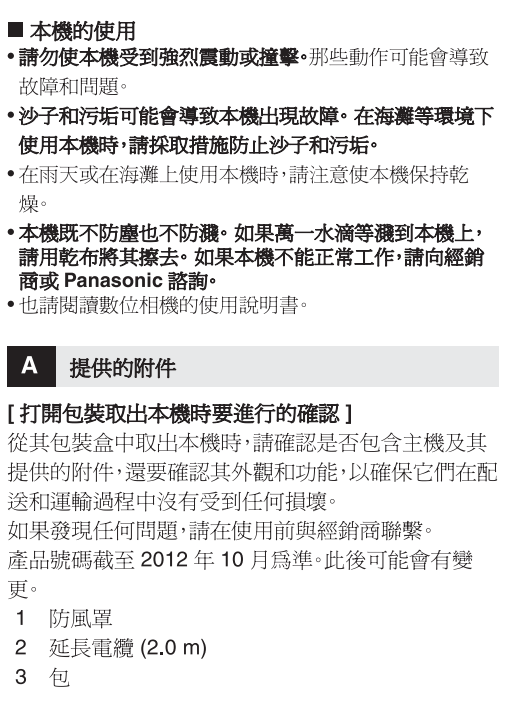 ■ 本機的使用
• 請勿使本機受到強烈震動或撞擊。那些動作可能會導致
故障和問題。
• 沙子和污垢可能會導致本機出現故障。在海灘等環境下
使用本機時，請採取措施防止沙子和污垢。
• 在雨天或在海灘上使用本機時，請注意使本機保持乾
燥。
• 本機既不防塵也不防濺。如果萬一水滴等濺到本機上，
請用乾布將其擦去。如果本機不能正常工作，請向經銷
商或 Panasonic 諮詢。
• 也請閱讀數位相機的使用說明書。
A 提供的附件
[ 打開包裝取出本機時要進行的確認 ]
從其包裝盒中取出本機時，請確認是否包含主機及其
提供的附件，還要確認其外觀和功能，以確保它們在配
送和運輸過程中沒有受到任何損壞。
如果發現任何問題，請在使用前與經銷商聯繫。
產品號碼截至 2012 年 10 月爲準。此後可能會有變
更。
1 防風罩
2 延長電纜 (2.0 m)
3 包